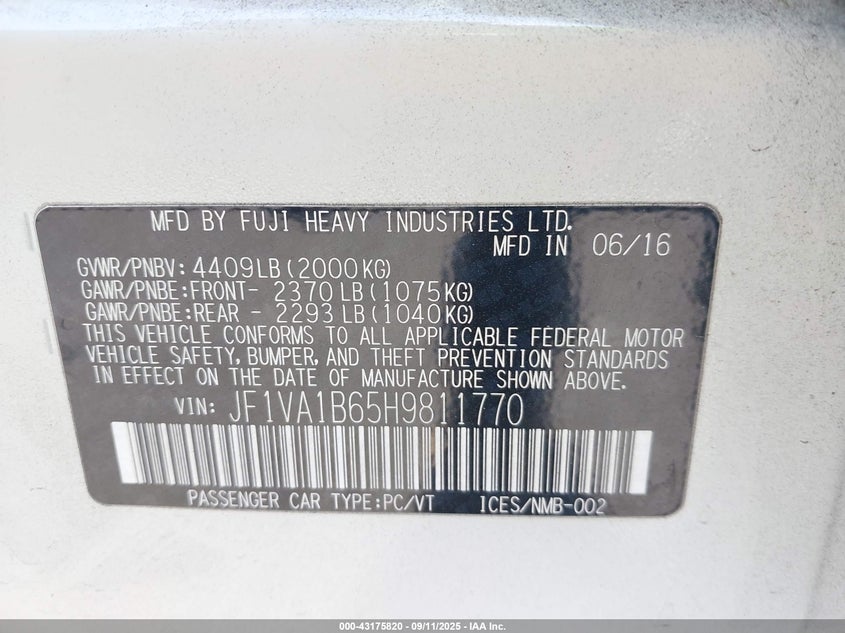 MFD BY FUJI HEAVY INDUSTRIES LTD.
MFD IN 06/16
GVWR/PNBV: 4409LB (2000KG)
GAWR/PNBE:FRONT- 2370 LB (1075KG)
GAWR/PNBE:REAR - 2293 LB (1040KG)
THIS VEHICLE CONFORMS TO ALL APPLICABLE FEDERAL MOTOR
VEHICLE SAFETY, BUMPER, AND THEFT PREVENTION STANDARDS
IN EFFECT ON THE DATE OF MANUFACTURE SHOWN ABOVE.
VIN: JF1VA1B65H9811770
PASSENGER CAR TYPE:PC/VT ICES/NMB-002
000-43175820 - 09/11/2025 - IAA Inc.